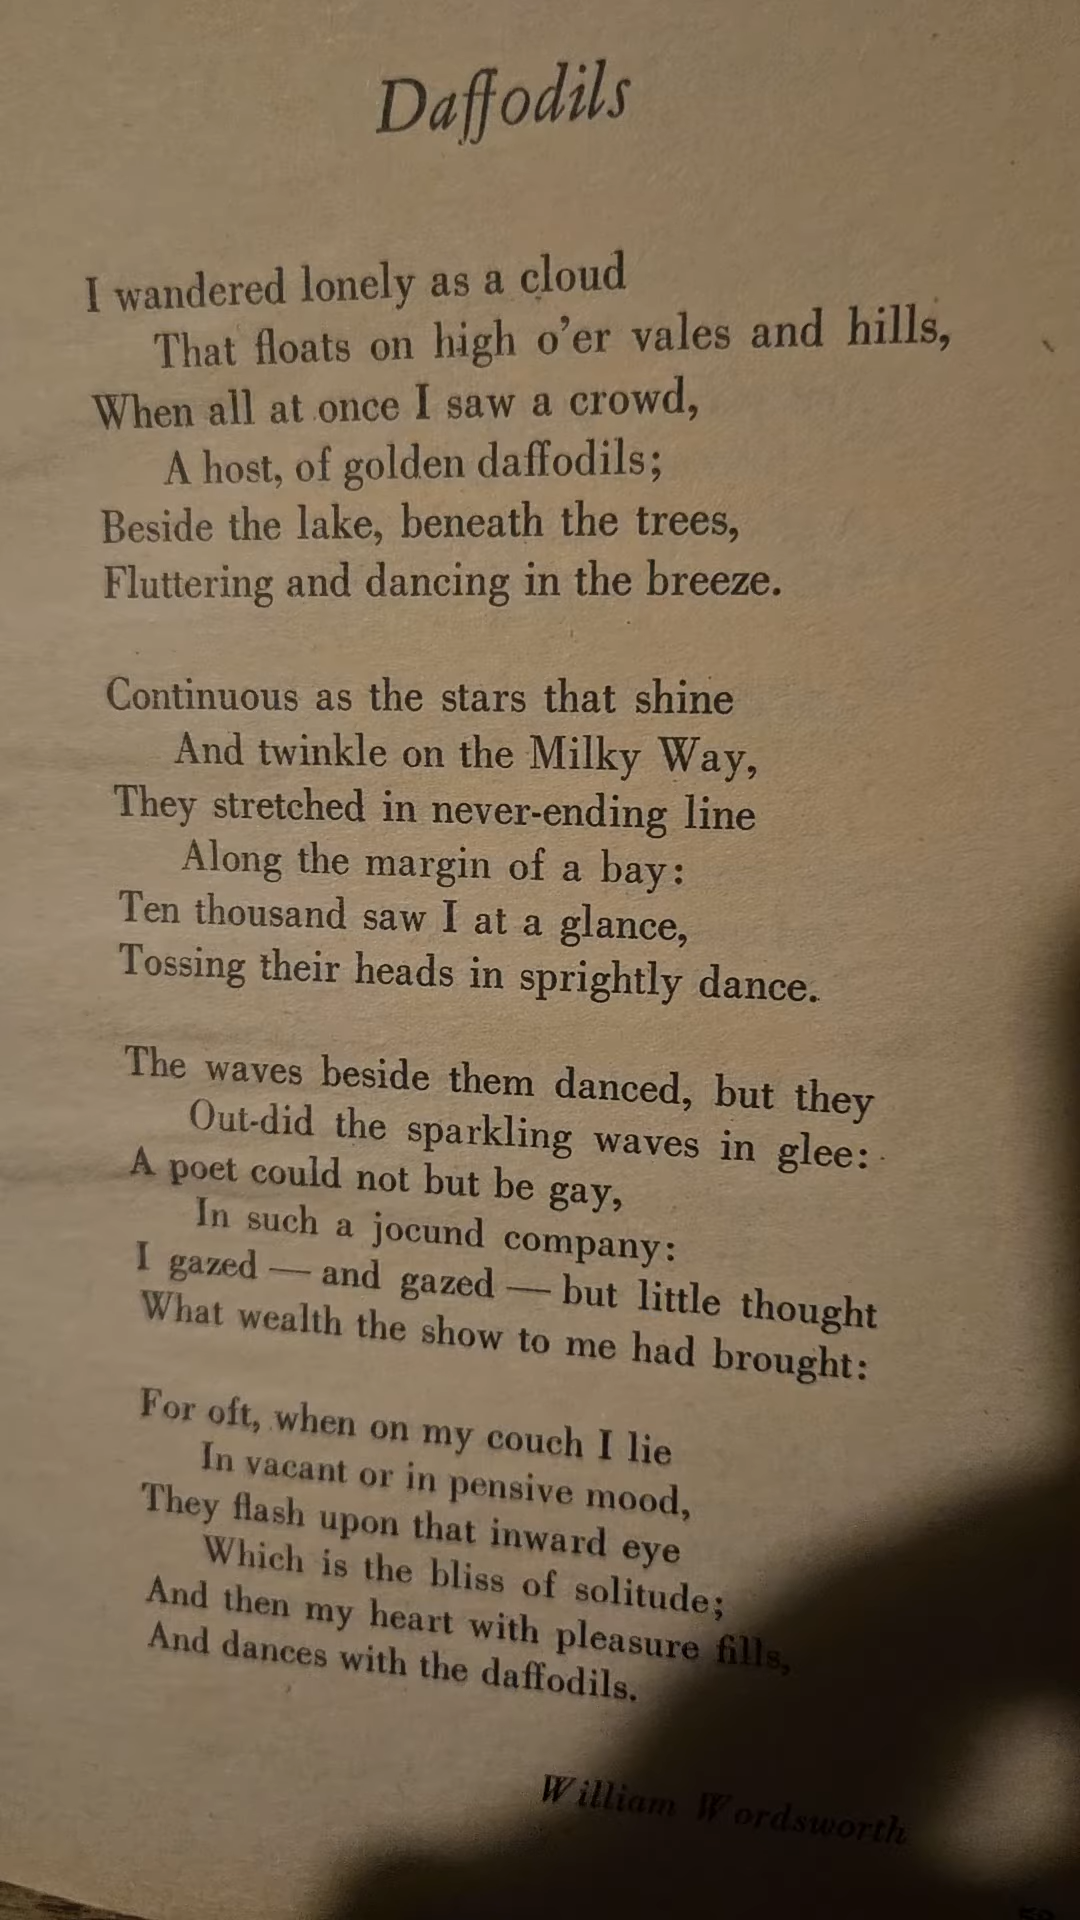 Daffodils
I wandered lonely as a cloud
That floats on high o'er vales and hills,
When all at once I saw a crowd,
A host, of golden daffodils;
Beside the lake, beneath the trees,
Fluttering and dancing in the breeze.
Continuous as the stars that shine
And twinkle on the Milky Way,
They stretched in never-ending line
Along the margin of a bay:
Ten thousand saw I at a glance,
Tossing their heads in sprightly dance.
The waves beside them danced, but they
Out-did the sparkling waves in glee:
A poet could not but be gay,
In such a jocund company:
I gazed — and gazed — but little thought
What wealth the show to me had brought:
For oft, when on my couch I lie
In vacant or in pensive mood,
They flash upon that inward eye
Which is the bliss of solitude;
And then my heart with pleasure fills,
And dances with the daffodils.
William Wordsworth